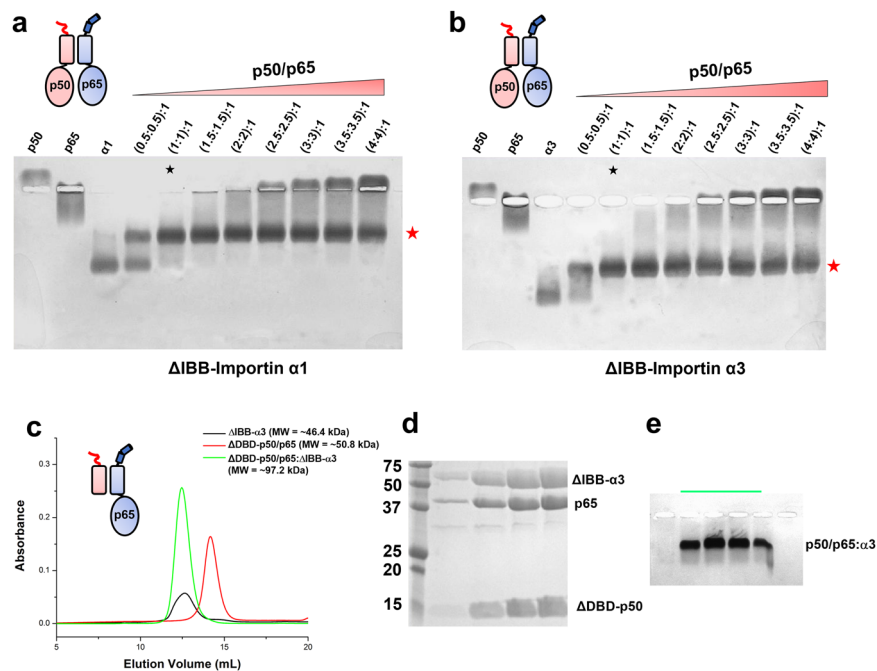 a
p50/p65
p50
p65
p50
p65
α1
(0.5:0.5):1
(1:1):1
(1.5:1.5):1
(2:2):1
(2.5:2.5):1
(3:3):1
(3.5:3.5):1
(4:4):1
ΔIBB-Importin α1
b
p50/p65
p50
p65
p50
p65
α3
(0.5:0.5):1
(1:1):1
(1.5:1.5):1
(2:2):1
(2.5:2.5):1
(3:3):1
(3.5:3.5):1
(4:4):1
ΔIBB-Importin α3
c
ΔIBB-α3 (MW = ~46.4 kDa)
ΔDBD-p50/p65 (MW = ~50.8 kDa)
ΔDBD-p50/p65:ΔIBB-α3
(MW = ~97.2 kDa)
p65
Absorbance
0.3
0.2
0.1
0.0
5
10
15
20
Elution Volume (mL)
d
75
50
37
25
20
15
ΔIBB-α3
p65
ΔDBD-p50
e
p50/p65:α3